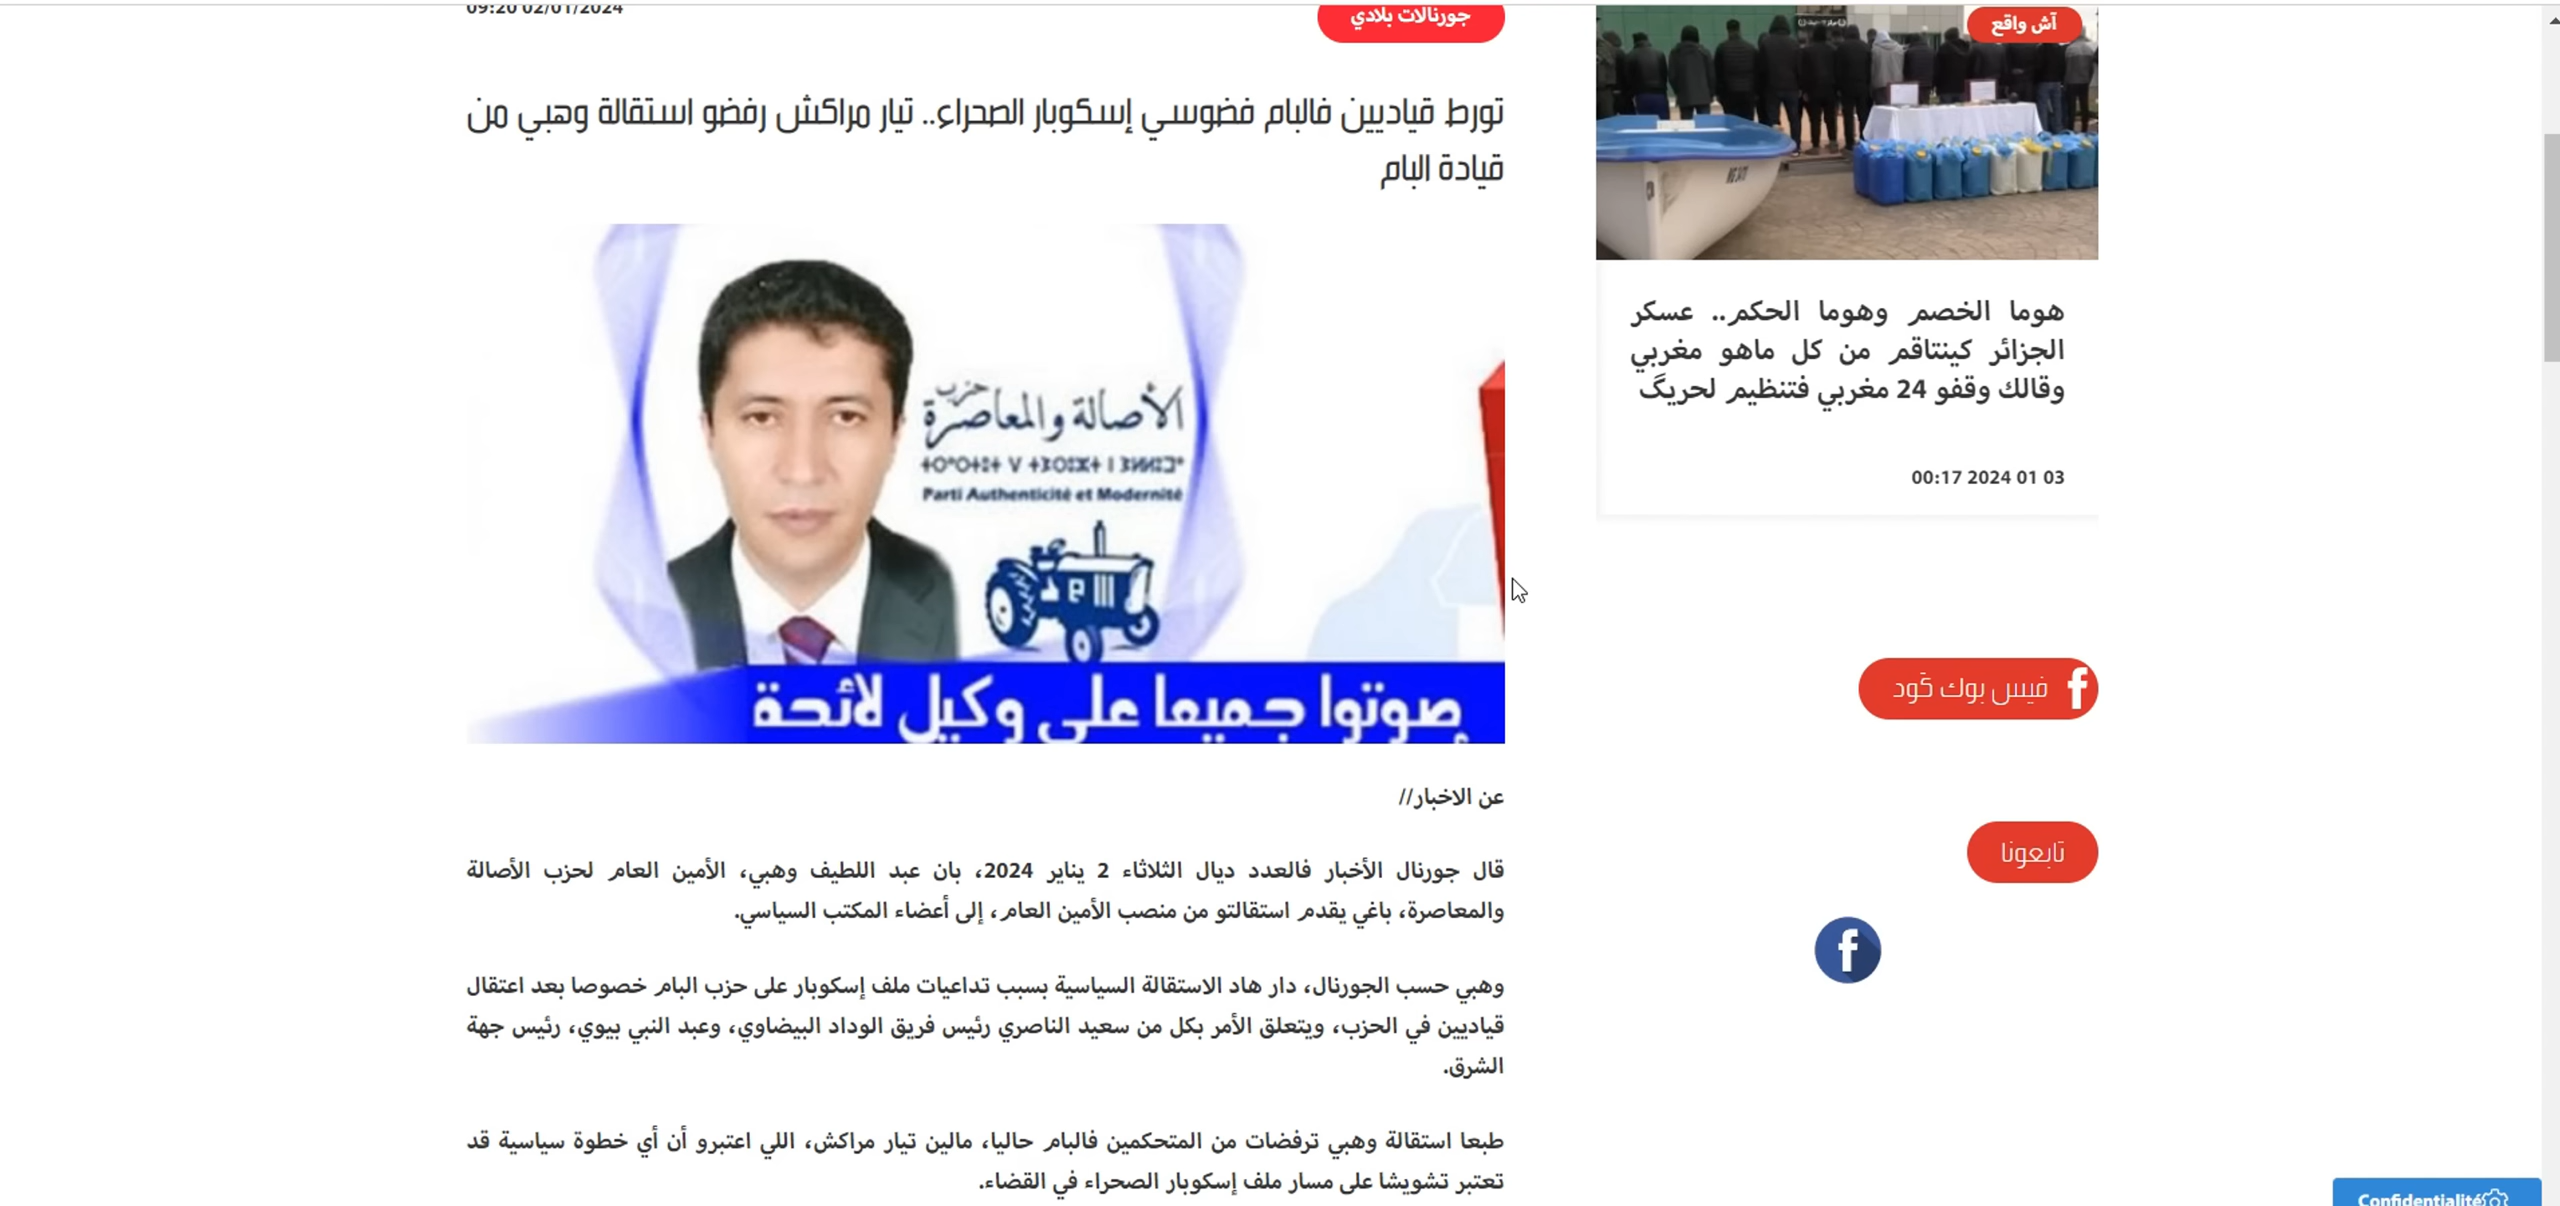 09:20 02/01/2024
جورنالات بلادي
تورط قياديين فالبام فضوسي إسكوبار الصحراء.. تيار مراكش رفضو استقالة وهبي من
قيادة البام
حزب
الأصالة والمعاصرة
Parti Authenticité et Modernité
صوتوا جميعا على وكيل لائحة
عن الاخبار//
قال جورنال الأخبار فالعدد ديال الثلاثاء 2 يناير 2024، بان عبد اللطيف وهبي، الأمين العام لحزب الأصالة
والمعاصرة، باغي يقدم استقالتو من منصب الأمين العام، إلى أعضاء المكتب السياسي.
وهبي حسب الجورنال، دار هاد الاستقالة السياسية بسبب تداعيات ملف إسكوبار على حزب البام خصوصا بعد اعتقال
قياديين في الحزب، ويتعلق الأمر بكل من سعيد الناصري رئيس فريق الوداد البيضاوي، وعبد النبي بيوي، رئيس جهة
الشرق.
طبعا استقالة وهبي ترفضات من المتحكمين فالبام حاليا، مالين تيار مراكش، اللي اعتبرو أن أي خطوة سياسية قد
تعتبر تشويشا على مسار ملف إسكوبار الصحراء في القضاء.
آش واقع
هوما الخصم وهوما الحكم.. عسكر
الجزائر كينتاقم من كل ماهو مغربي
وقالك وقفو 24 مغربي فتنظيم لحريگ
00:17 2024 01 03
فيس بوك ݣود
تابعونا
Confidentialité